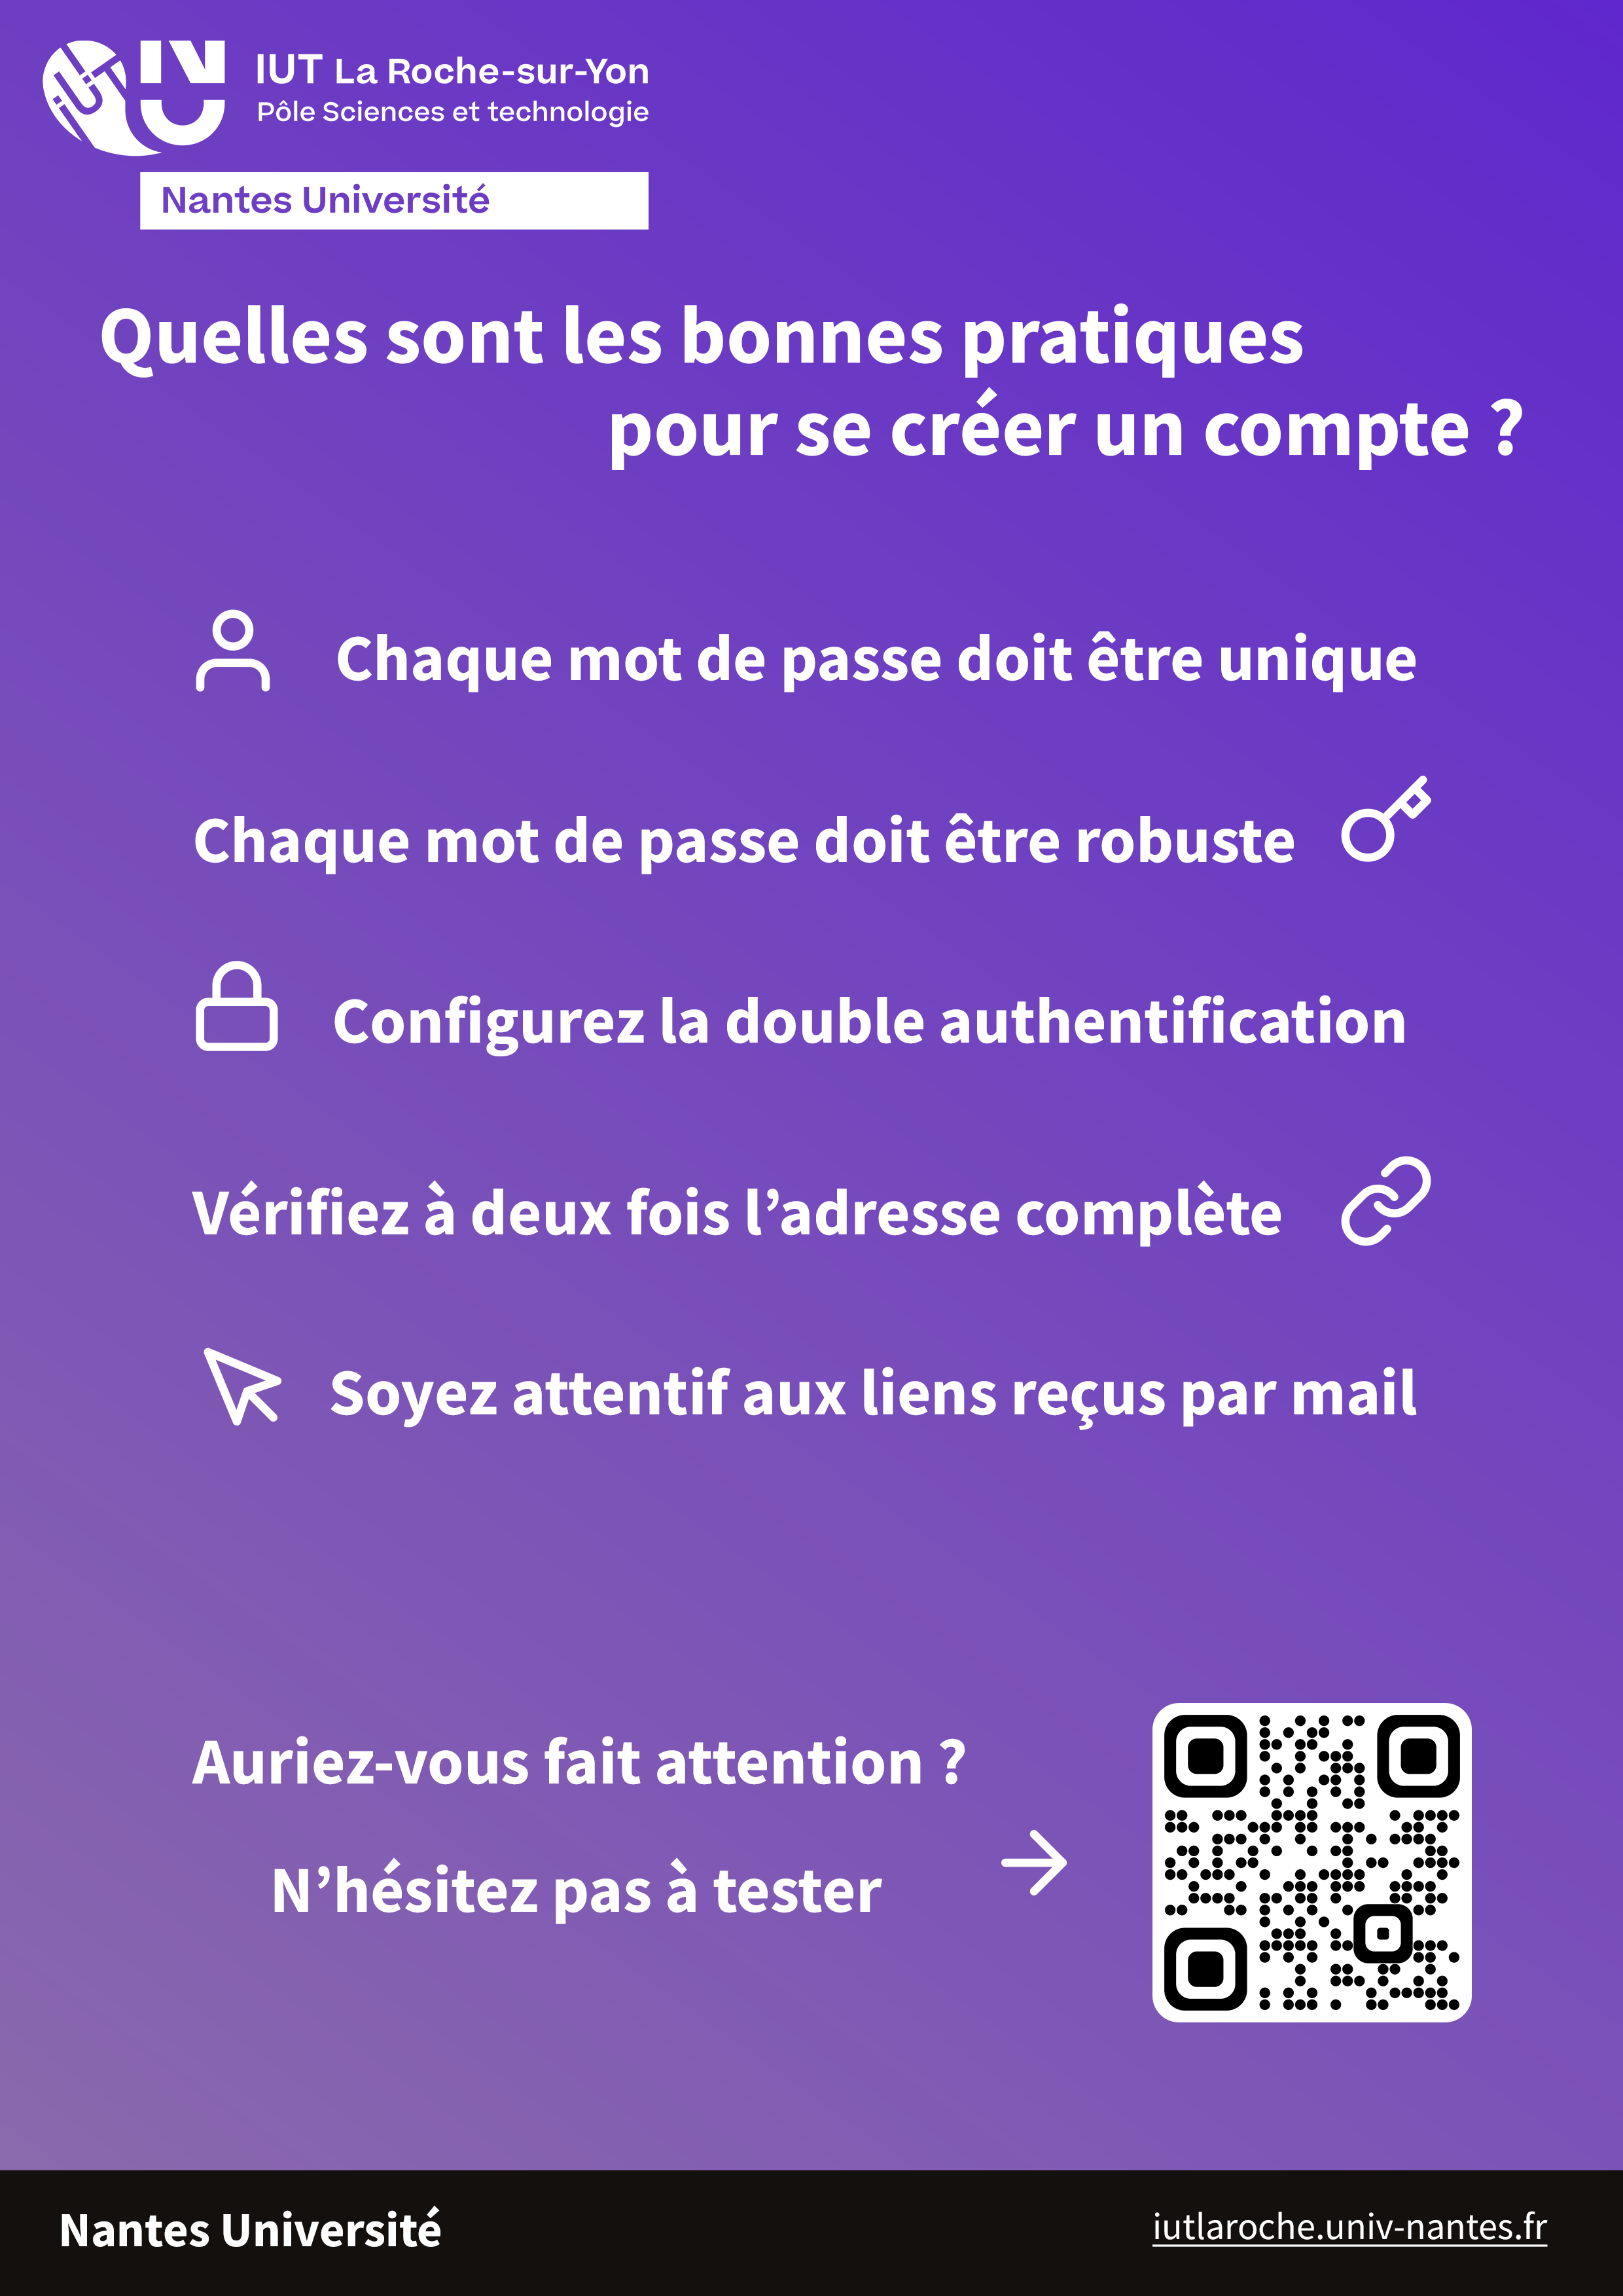 iUT
NU
IUT La Roche-sur-Yon
Pôle Sciences et technologie
Nantes Université
Quelles sont les bonnes pratiques
pour se créer un compte ?
Chaque mot de passe doit être unique
Chaque mot de passe doit être robuste
Configurez la double authentification
Vérifiez à deux fois l’adresse complète
Soyez attentif aux liens reçus par mail
Auriez-vous fait attention ?
N’hésitez pas à tester
Nantes Université
iutlaroche.univ-nantes.fr